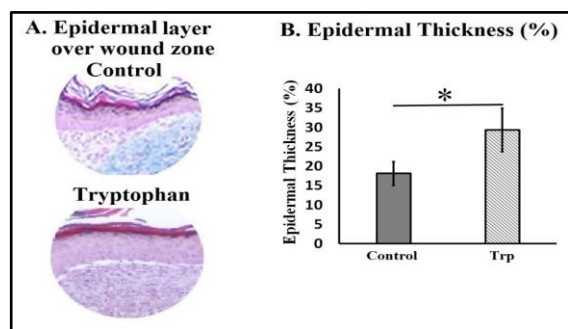 A. Epidermal layer
over wound zone
Control
Tryptophan
B. Epidermal Thickness (%)
*
Epidermal Thickness (%)
40
35
30
25
20
15
10
5
0
Control
Trp